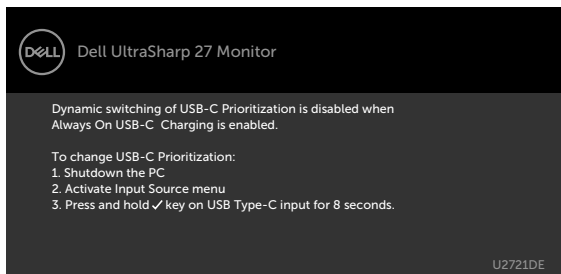 DELL Dell UltraSharp 27 Monitor
Dynamic switching of USB-C Prioritization is disabled when
Always On USB-C Charging is enabled.
To change USB-C Prioritization:
1. Shutdown the PC
2. Activate Input Source menu
3. Press and hold ✓ key on USB Type-C input for 8 seconds.
U2721DE